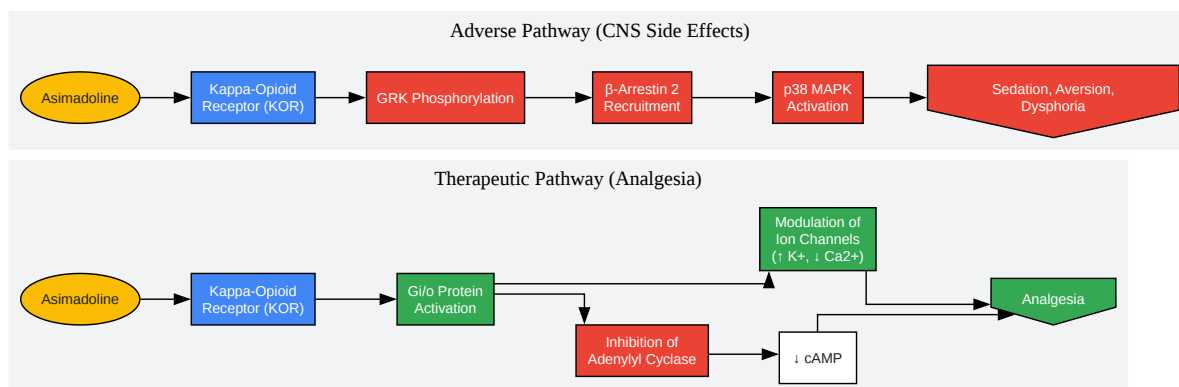 Adverse Pathway (CNS Side Effects)
Asimadoline
Kappa-Opioid
Receptor (KOR)
GRK Phosphorylation
β-Arrestin 2
Recruitment
p38 MAPK
Activation
Sedation, Aversion,
Dysphoria
Therapeutic Pathway (Analgesia)
Asimadoline
Kappa-Opioid
Receptor (KOR)
Gi/o Protein
Activation
Modulation of
Ion Channels
(↑ K+, ↓ Ca2+)
Inhibition of
Adenylyl Cyclase
↓ cAMP
Analgesia